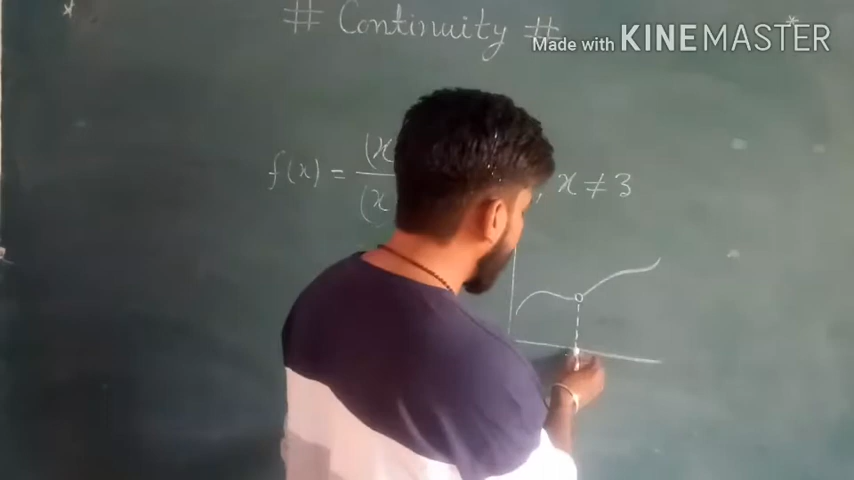 * # Continuity # *
Made with KINEMASTER
f(x) = (x
(x , x ≠ 3